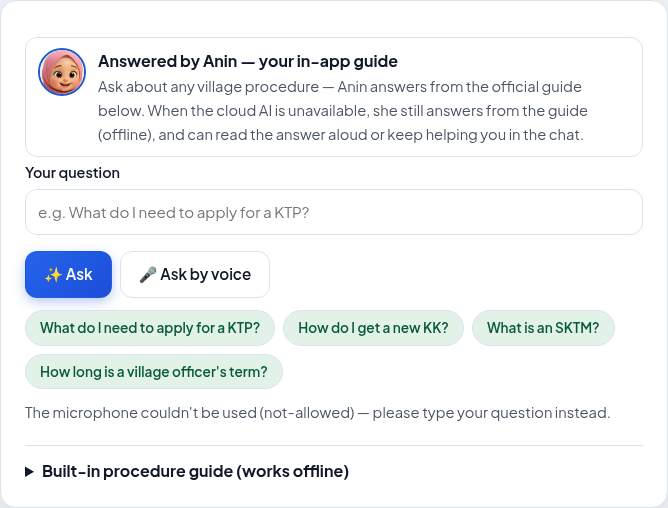 Answered by Anin — your in-app guide
Ask about any village procedure — Anin answers from the official guide
below. When the cloud AI is unavailable, she still answers from the guide
(offline), and can read the answer aloud or keep helping you in the chat.
Your question
e.g. What do I need to apply for a KTP?
✨ Ask
🎤 Ask by voice
What do I need to apply for a KTP?
How do I get a new KK?
What is an SKTM?
How long is a village officer's term?
The microphone couldn't be used (not-allowed) — please type your question instead.
Built-in procedure guide (works offline)